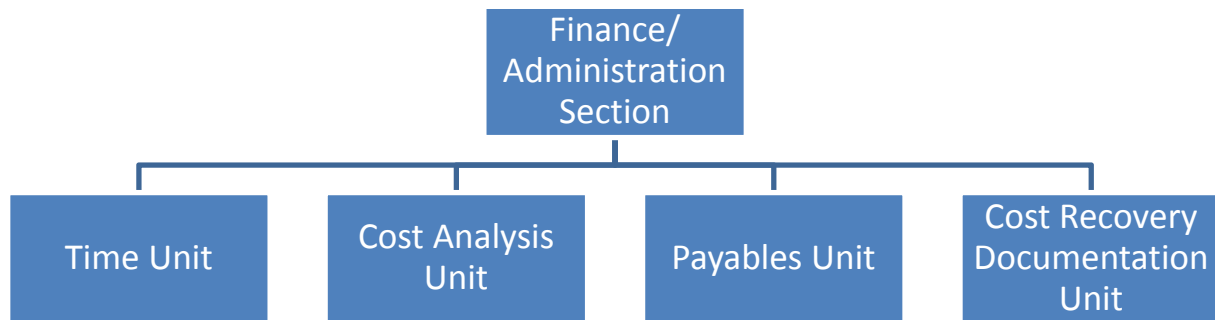 Finance/
Administration
Section
Time Unit
Cost Analysis
Unit
Payables Unit
Cost Recovery
Documentation
Unit